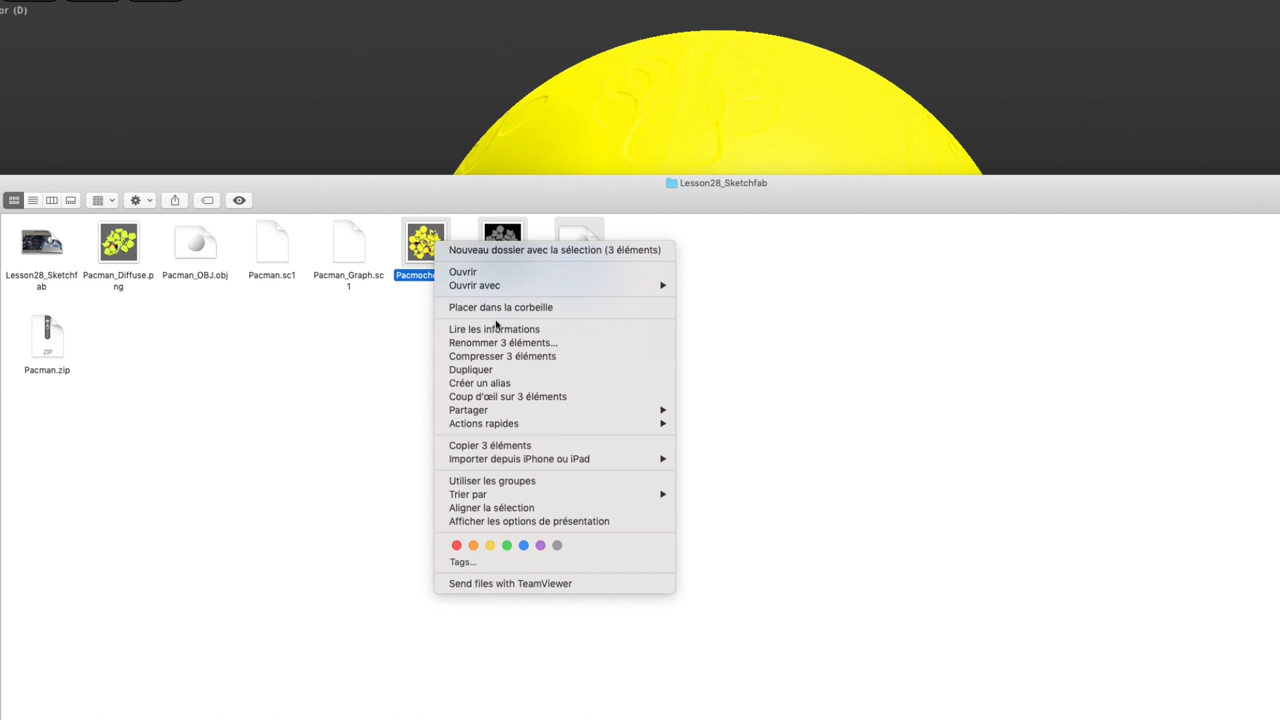 or (D)
Lesson28_Sketchfab
Lesson28_Sketchf
ab
Pacman_Diffuse.p
ng
Pacman_OBJ.obj
Pacman.sc1
Pacman_Graph.sc
1
Pacman.zip
ZIP
Nouveau dossier avec la sélection (3 éléments)
Ouvrir
Ouvrir avec
Placer dans la corbeille
Lire les informations
Renommer 3 éléments...
Compresser 3 éléments
Dupliquer
Créer un alias
Coup d’œil sur 3 éléments
Partager
Actions rapides
Copier 3 éléments
Importer depuis iPhone ou iPad
Utiliser les groupes
Trier par
Aligner la sélection
Afficher les options de présentation
Tags...
Send files with TeamViewer